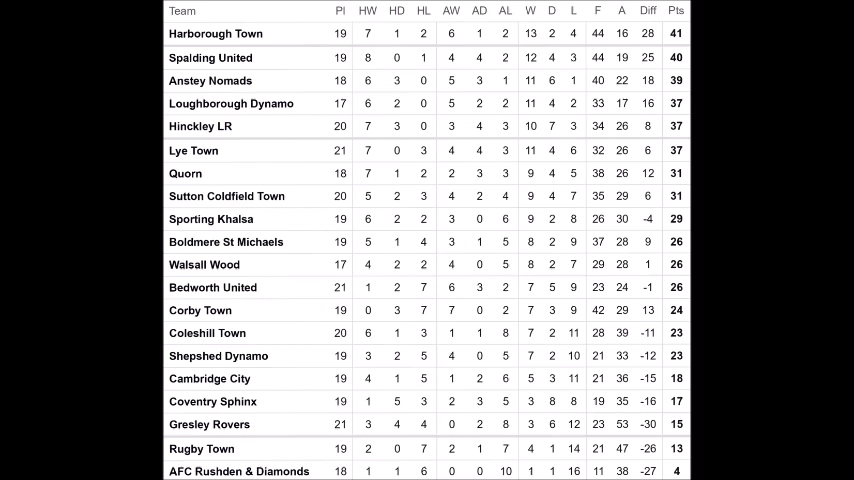 Team Pl HW HD HL AW AD AL W D L F A Diff Pts
Harborough Town 19 7 1 2 6 1 2 13 2 4 44 16 28 41
Spalding United 19 8 0 1 4 4 2 12 4 3 44 19 25 40
Anstey Nomads 18 6 3 0 5 3 1 11 6 1 40 22 18 39
Loughborough Dynamo 17 6 2 0 5 2 2 11 4 2 33 17 16 37
Hinckley LR 20 7 3 0 3 4 3 10 7 3 34 26 8 37
Lye Town 21 7 0 3 4 4 3 11 4 6 32 26 6 37
Quorn 18 7 1 2 2 3 3 9 4 5 38 26 12 31
Sutton Coldfield Town 20 5 2 3 4 2 4 9 4 7 35 29 6 31
Sporting Khalsa 19 6 2 2 3 0 6 9 2 8 26 30 -4 29
Boldmere St Michaels 19 5 1 4 3 1 5 8 2 9 37 28 9 26
Walsall Wood 17 4 2 2 4 0 5 8 2 7 29 28 1 26
Bedworth United 21 1 2 7 6 3 2 7 5 9 23 24 -1 26
Corby Town 19 0 3 7 7 0 2 7 3 9 42 29 13 24
Coleshill Town 20 6 1 3 1 1 8 7 2 11 28 39 -11 23
Shepshed Dynamo 19 3 2 5 4 0 5 7 2 10 21 33 -12 23
Cambridge City 19 4 1 5 1 2 6 5 3 11 21 36 -15 18
Coventry Sphinx 19 1 5 3 2 3 5 3 8 8 19 35 -16 17
Gresley Rovers 21 3 4 4 0 2 8 3 6 12 23 53 -30 15
Rugby Town 19 2 0 7 2 1 7 4 1 14 21 47 -26 13
AFC Rushden & Diamonds 18 1 1 6 0 0 10 1 1 16 11 38 -27 4